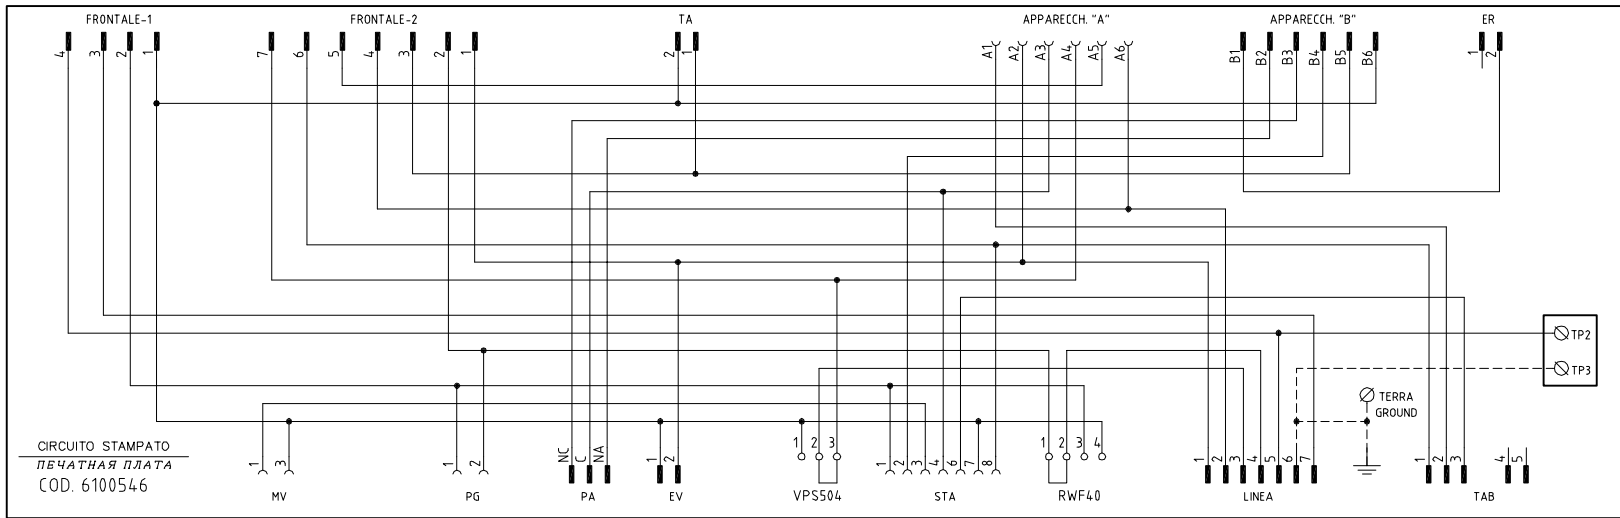 FRONTALE-1 FRONTALE-2 TA APPARECCH. "A" APPARECCH. "B" ER
4 3 2 1 7 6 5 4 3 2 1 2 1 A1 A2 A3 A4 A5 A6 B1 B2 B3 B4 B5 B6 1 2
TP2
TP3
TERRA
GROUND
CIRCUITO STAMPATO
ПЕЧАТНАЯ ПЛАТА
COD. 6100546
1 3 1 2 NC C NA 1 2 1 2 3 1 2 3 4 6 7 8 1 2 3 4 1 2 3 4 5 6 7 1 2 3 4 5
MV PG PA EV VPS504 STA RWF40 LINEA TAB